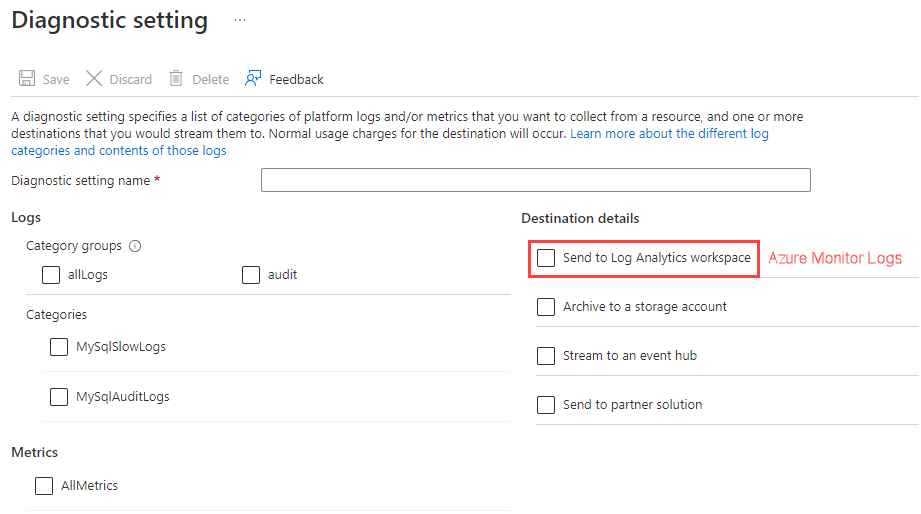 Diagnostic setting ...
Save Discard Delete Feedback
A diagnostic setting specifies a list of categories of platform logs and/or metrics that you want to collect from a resource, and one or more
destinations that you would stream them to. Normal usage charges for the destination will occur. Learn more about the different log
categories and contents of those logs
Diagnostic setting name *
Logs
Category groups
allLogs audit
Categories
MySqlSlowLogs
MySqlAuditLogs
Metrics
AllMetrics
Destination details
Send to Log Analytics workspace Azure Monitor Logs
Archive to a storage account
Stream to an event hub
Send to partner solution